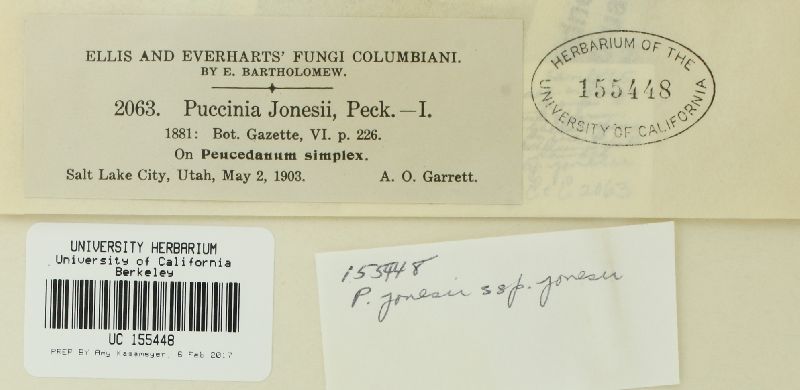 ELLIS AND EVERHARTS' FUNGI COLUMBIANI.
BY E. BARTHOLOMEW.
2063. Puccinia Jonesii, Peck.—I.
1881: Bot. Gazette, VI. p. 226.
On Peucedanum simplex.
Salt Lake City, Utah, May 2, 1903. A. O. Garrett.
HERBARIUM OF THE
155448
UNIVERSITY OF CALIFORNIA
UNIVERSITY HERBARIUM
University of California
Berkeley
UC 155448
PREP BY Amy Kasameyer, 6 Feb 2017
155448
P. jonesii ssp. jonesii